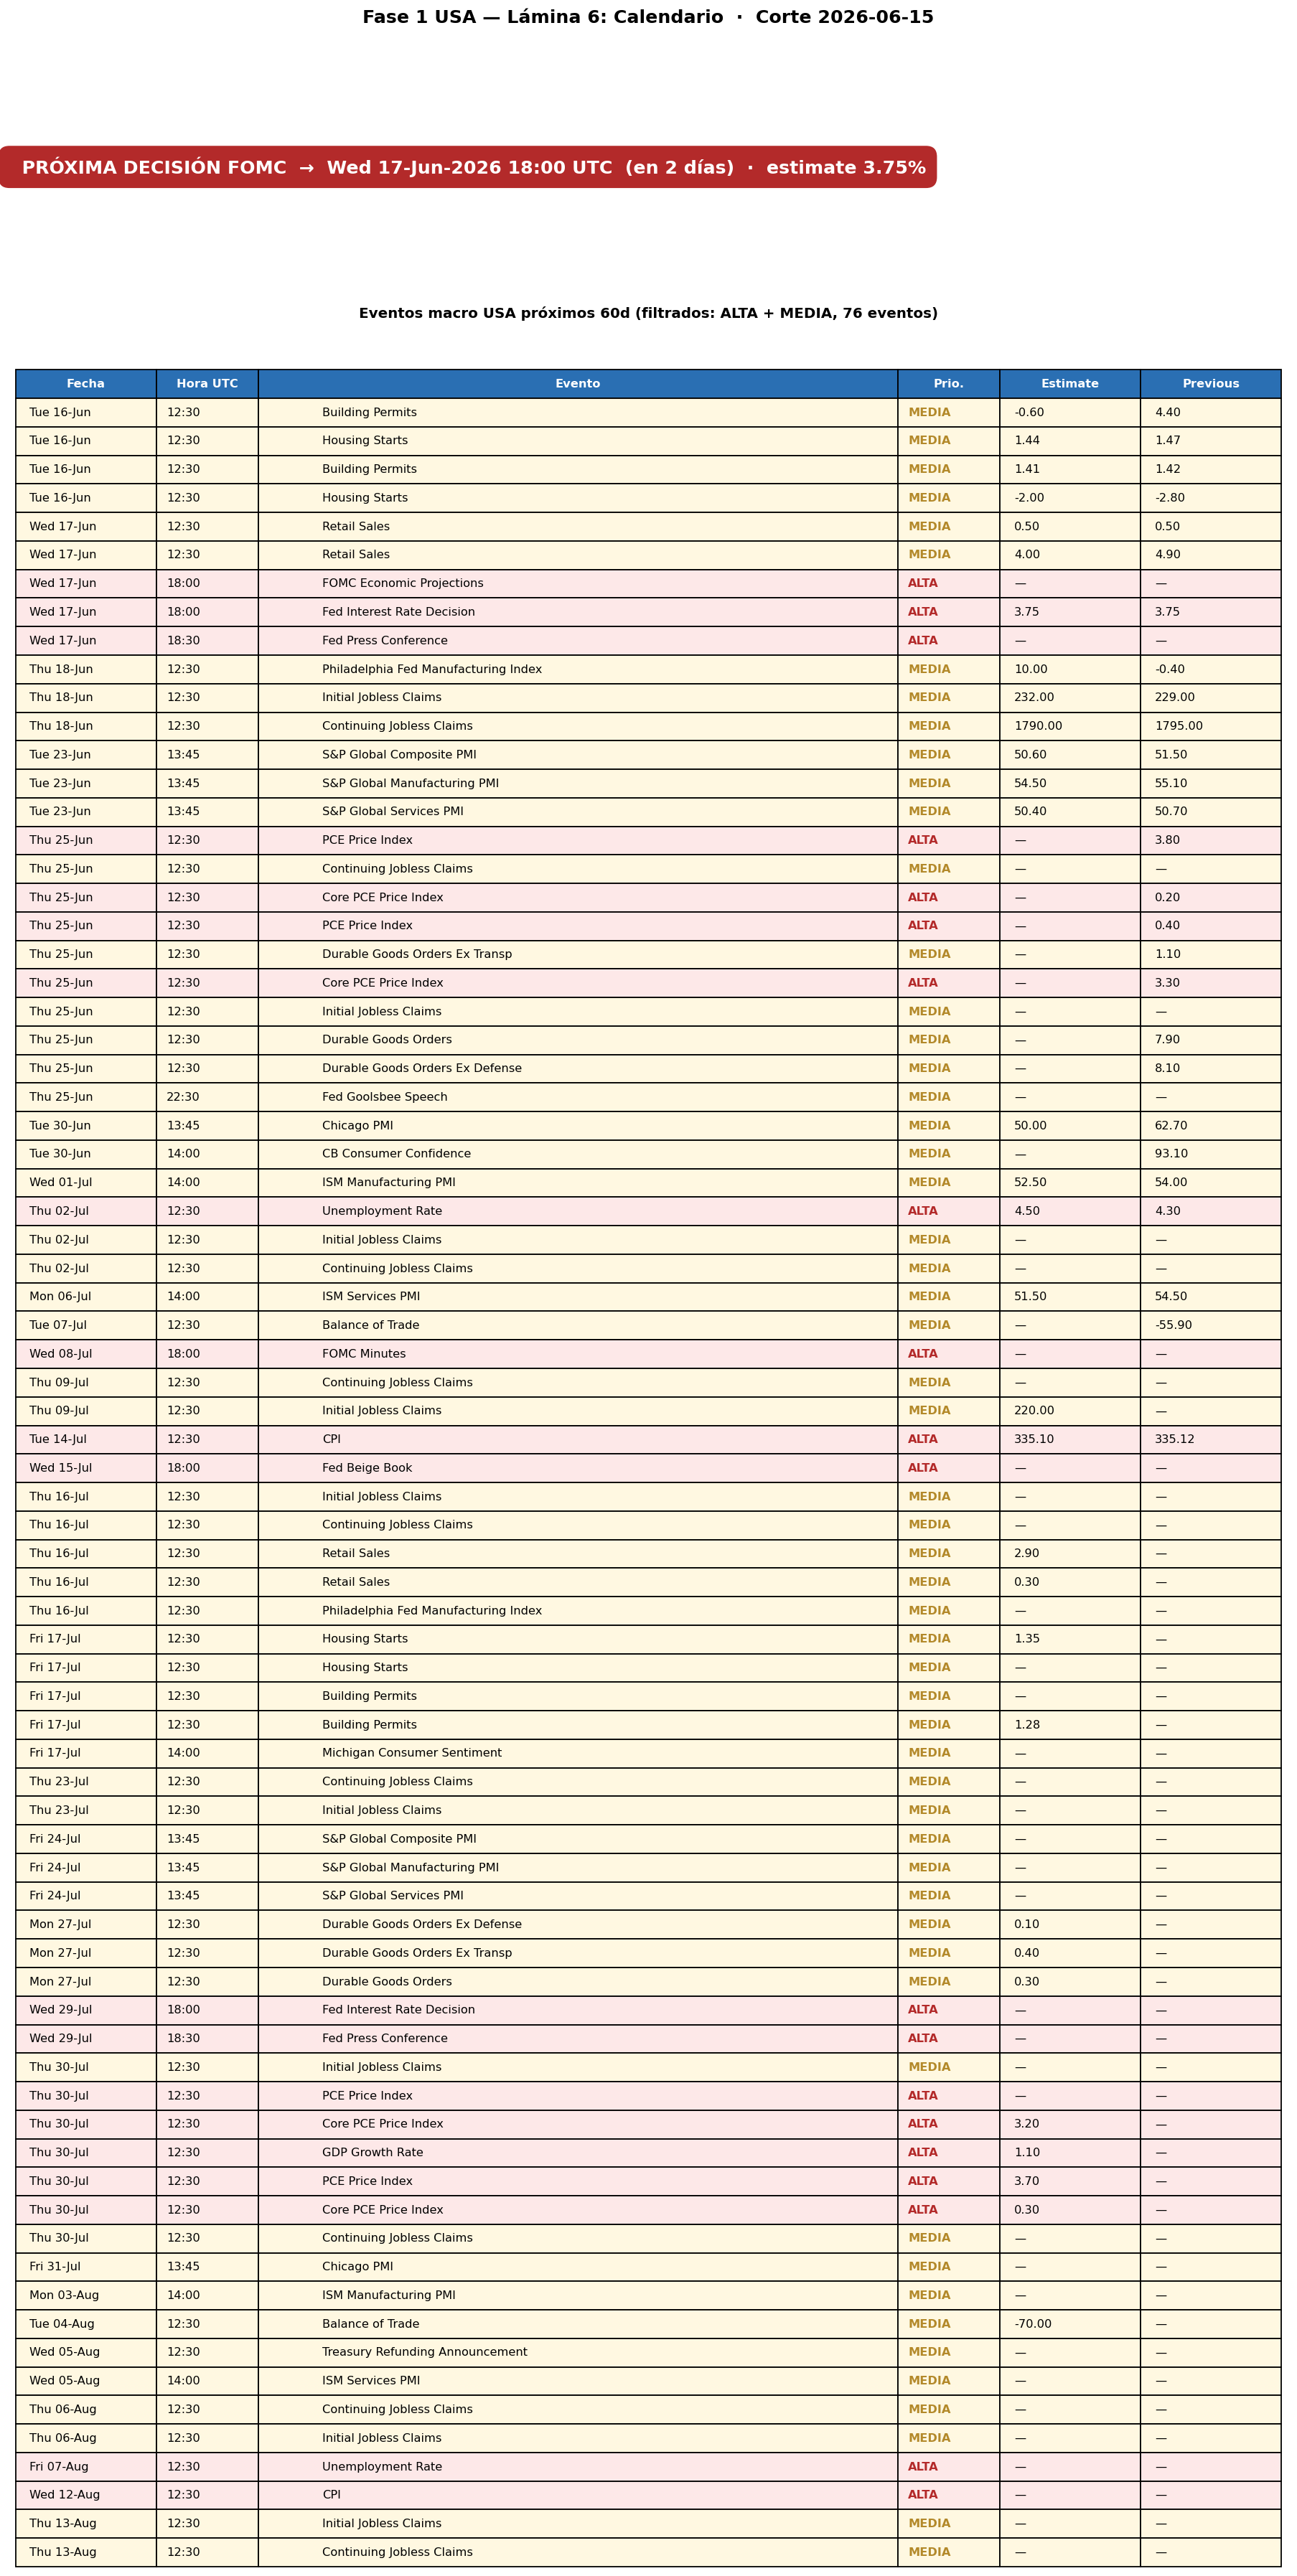 Fase 1 USA — Lámina 6: Calendario · Corte 2026-06-15
PRÓXIMA DECISIÓN FOMC → Wed 17-Jun-2026 18:00 UTC (en 2 días) · estimate 3.75%
Eventos macro USA próximos 60d (filtrados: ALTA + MEDIA, 76 eventos)
Fecha Hora UTC Evento Prio. Estimate Previous
Tue 16-Jun 12:30 Building Permits MEDIA -0.60 4.40
Tue 16-Jun 12:30 Housing Starts MEDIA 1.44 1.47
Tue 16-Jun 12:30 Building Permits MEDIA 1.41 1.42
Tue 16-Jun 12:30 Housing Starts MEDIA -2.00 -2.80
Wed 17-Jun 12:30 Retail Sales MEDIA 0.50 0.50
Wed 17-Jun 12:30 Retail Sales MEDIA 4.00 4.90
Wed 17-Jun 18:00 FOMC Economic Projections ALTA — —
Wed 17-Jun 18:00 Fed Interest Rate Decision ALTA 3.75 3.75
Wed 17-Jun 18:30 Fed Press Conference ALTA — —
Thu 18-Jun 12:30 Philadelphia Fed Manufacturing Index MEDIA 10.00 -0.40
Thu 18-Jun 12:30 Initial Jobless Claims MEDIA 232.00 229.00
Thu 18-Jun 12:30 Continuing Jobless Claims MEDIA 1790.00 1795.00
Tue 23-Jun 13:45 S&P Global Composite PMI MEDIA 50.60 51.50
Tue 23-Jun 13:45 S&P Global Manufacturing PMI MEDIA 54.50 55.10
Tue 23-Jun 13:45 S&P Global Services PMI MEDIA 50.40 50.70
Thu 25-Jun 12:30 PCE Price Index ALTA — 3.80
Thu 25-Jun 12:30 Continuing Jobless Claims MEDIA — —
Thu 25-Jun 12:30 Core PCE Price Index ALTA — 0.20
Thu 25-Jun 12:30 PCE Price Index ALTA — 0.40
Thu 25-Jun 12:30 Durable Goods Orders Ex Transp MEDIA — 1.10
Thu 25-Jun 12:30 Core PCE Price Index ALTA — 3.30
Thu 25-Jun 12:30 Initial Jobless Claims MEDIA — —
Thu 25-Jun 12:30 Durable Goods Orders MEDIA — 7.90
Thu 25-Jun 12:30 Durable Goods Orders Ex Defense MEDIA — 8.10
Thu 25-Jun 22:30 Fed Goolsbee Speech MEDIA — —
Tue 30-Jun 13:45 Chicago PMI MEDIA 50.00 62.70
Tue 30-Jun 14:00 CB Consumer Confidence MEDIA — 93.10
Wed 01-Jul 14:00 ISM Manufacturing PMI MEDIA 52.50 54.00
Thu 02-Jul 12:30 Unemployment Rate ALTA 4.50 4.30
Thu 02-Jul 12:30 Initial Jobless Claims MEDIA — —
Thu 02-Jul 12:30 Continuing Jobless Claims MEDIA — —
Mon 06-Jul 14:00 ISM Services PMI MEDIA 51.50 54.50
Tue 07-Jul 12:30 Balance of Trade MEDIA — -55.90
Wed 08-Jul 18:00 FOMC Minutes ALTA — —
Thu 09-Jul 12:30 Continuing Jobless Claims MEDIA — —
Thu 09-Jul 12:30 Initial Jobless Claims MEDIA 220.00 —
Tue 14-Jul 12:30 CPI ALTA 335.10 335.12
Wed 15-Jul 18:00 Fed Beige Book ALTA — —
Thu 16-Jul 12:30 Initial Jobless Claims MEDIA — —
Thu 16-Jul 12:30 Continuing Jobless Claims MEDIA — —
Thu 16-Jul 12:30 Retail Sales MEDIA 2.90 —
Thu 16-Jul 12:30 Retail Sales MEDIA 0.30 —
Thu 16-Jul 12:30 Philadelphia Fed Manufacturing Index MEDIA — —
Fri 17-Jul 12:30 Housing Starts MEDIA 1.35 —
Fri 17-Jul 12:30 Housing Starts MEDIA — —
Fri 17-Jul 12:30 Building Permits MEDIA — —
Fri 17-Jul 12:30 Building Permits MEDIA 1.28 —
Fri 17-Jul 14:00 Michigan Consumer Sentiment MEDIA — —
Thu 23-Jul 12:30 Continuing Jobless Claims MEDIA — —
Thu 23-Jul 12:30 Initial Jobless Claims MEDIA — —
Fri 24-Jul 13:45 S&P Global Composite PMI MEDIA — —
Fri 24-Jul 13:45 S&P Global Manufacturing PMI MEDIA — —
Fri 24-Jul 13:45 S&P Global Services PMI MEDIA — —
Mon 27-Jul 12:30 Durable Goods Orders Ex Defense MEDIA 0.10 —
Mon 27-Jul 12:30 Durable Goods Orders Ex Transp MEDIA 0.40 —
Mon 27-Jul 12:30 Durable Goods Orders MEDIA 0.30 —
Wed 29-Jul 18:00 Fed Interest Rate Decision ALTA — —
Wed 29-Jul 18:30 Fed Press Conference ALTA — —
Thu 30-Jul 12:30 Initial Jobless Claims MEDIA — —
Thu 30-Jul 12:30 PCE Price Index ALTA — —
Thu 30-Jul 12:30 Core PCE Price Index ALTA 3.20 —
Thu 30-Jul 12:30 GDP Growth Rate ALTA 1.10 —
Thu 30-Jul 12:30 PCE Price Index ALTA 3.70 —
Thu 30-Jul 12:30 Core PCE Price Index ALTA 0.30 —
Thu 30-Jul 12:30 Continuing Jobless Claims MEDIA — —
Fri 31-Jul 13:45 Chicago PMI MEDIA — —
Mon 03-Aug 14:00 ISM Manufacturing PMI MEDIA — —
Tue 04-Aug 12:30 Balance of Trade MEDIA -70.00 —
Wed 05-Aug 12:30 Treasury Refunding Announcement MEDIA — —
Wed 05-Aug 14:00 ISM Services PMI MEDIA — —
Thu 06-Aug 12:30 Continuing Jobless Claims MEDIA — —
Thu 06-Aug 12:30 Initial Jobless Claims MEDIA — —
Fri 07-Aug 12:30 Unemployment Rate ALTA — —
Wed 12-Aug 12:30 CPI ALTA — —
Thu 13-Aug 12:30 Initial Jobless Claims MEDIA — —
Thu 13-Aug 12:30 Continuing Jobless Claims MEDIA — —